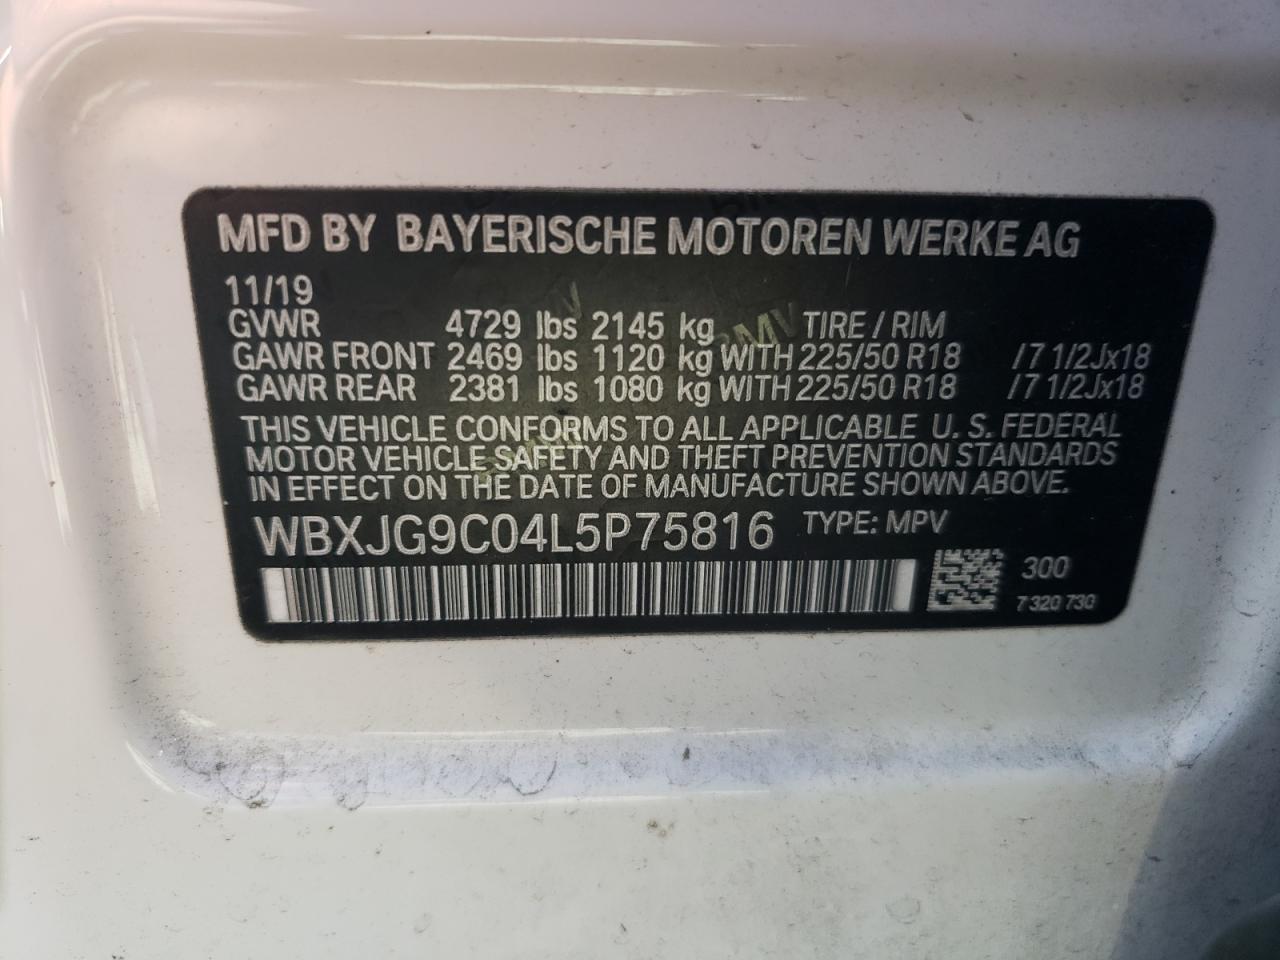 MFD BY BAYERISCHE MOTOREN WERKE AG
11/19
GVWR 4729 lbs 2145 kg TIRE / RIM
GAWR FRONT 2469 lbs 1120 kg WITH 225/50 R18 /7 1/2Jx18
GAWR REAR 2381 lbs 1080 kg WITH 225/50 R18 /7 1/2Jx18
THIS VEHICLE CONFORMS TO ALL APPLICABLE U. S. FEDERAL
MOTOR VEHICLE SAFETY AND THEFT PREVENTION STANDARDS
IN EFFECT ON THE DATE OF MANUFACTURE SHOWN ABOVE.
WBXJG9C04L5P75816 TYPE: MPV
300
7 320 730